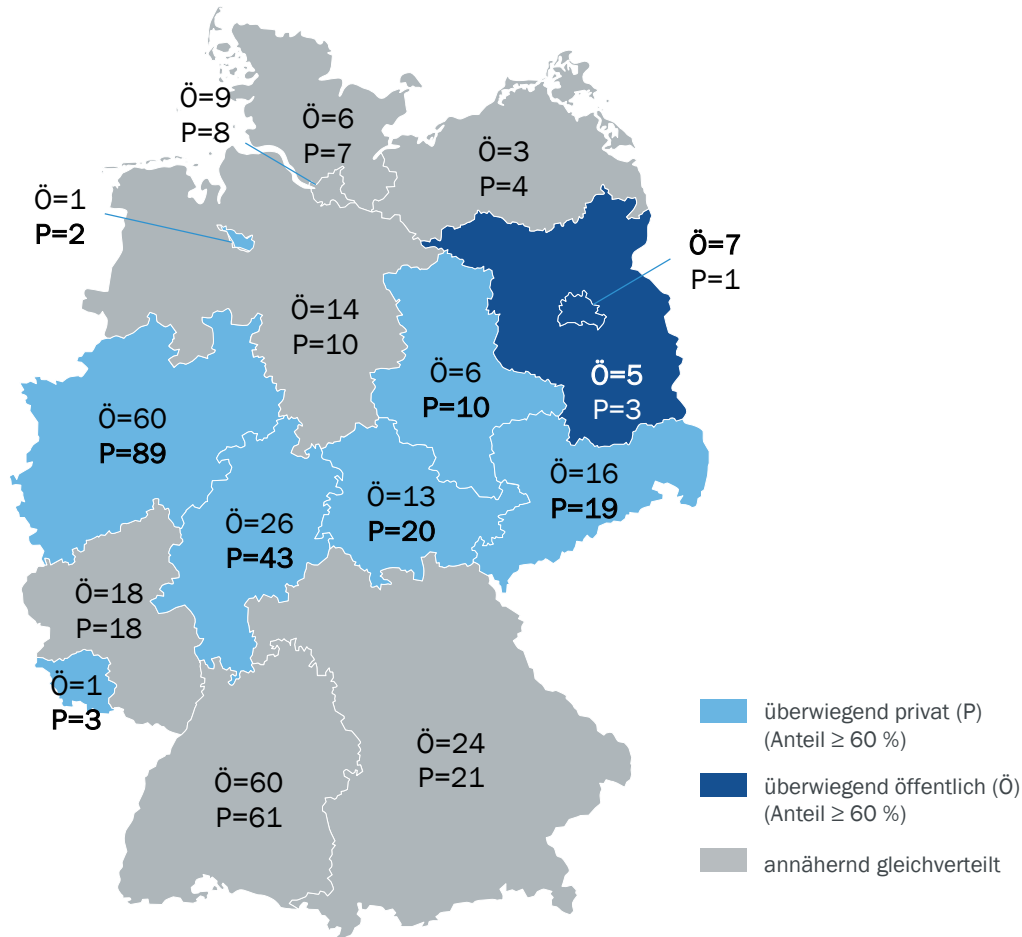 Ö=9
P=8
Ö=6
P=7
Ö=3
P=4
Ö=1
P=2
Ö=7
P=1
Ö=14
P=10
Ö=6
P=10
Ö=5
P=3
Ö=60
P=89
Ö=16
P=19
Ö=13
P=20
Ö=26
P=43
Ö=18
P=18
Ö=1
P=3
Ö=24
P=21
Ö=60
P=61
überwiegend privat (P)
(Anteil ≥ 60 %)
überwiegend öffentlich (Ö)
(Anteil ≥ 60 %)
annähernd gleichverteilt